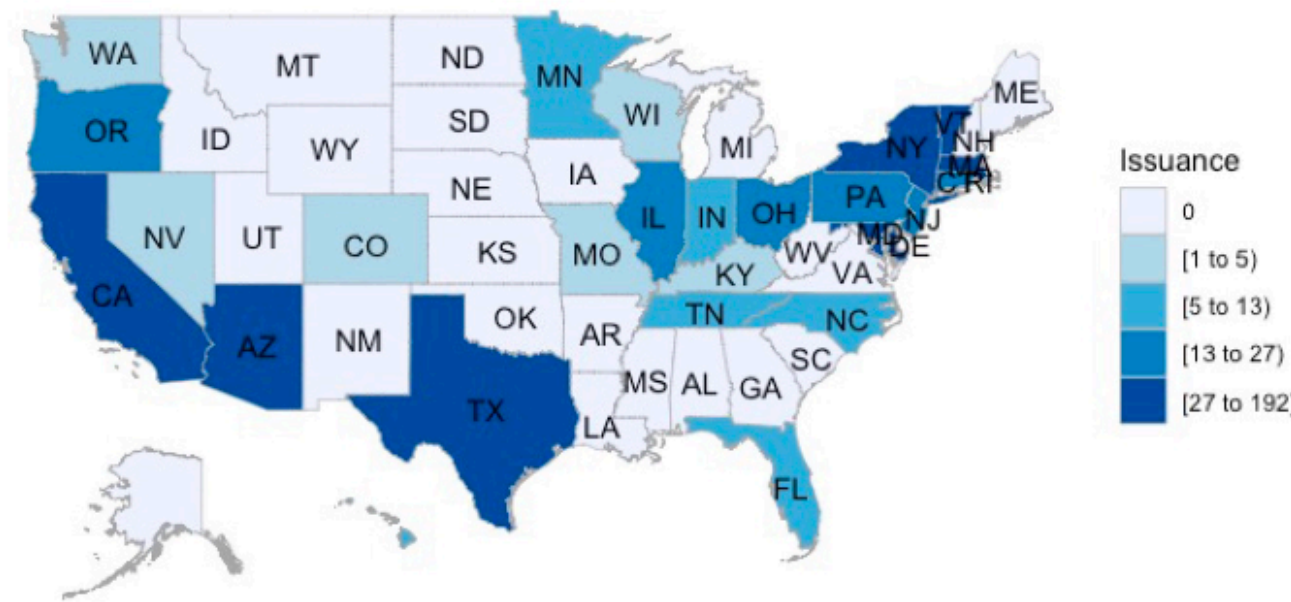 WA
MT
ND
MN
ME
OR
ID
SD
WI
VT
NH
WY
MI
NY
MA
IA
C RI
NE
PA
NV
UT
CO
IL
IN
OH
NJ
MD
DE
KS
MO
WV
VA
KY
CA
TN
NC
AZ
NM
OK
AR
SC
MS
AL
GA
TX
LA
FL
Issuance
0
[1 to 5)
[5 to 13)
[13 to 27)
[27 to 192]